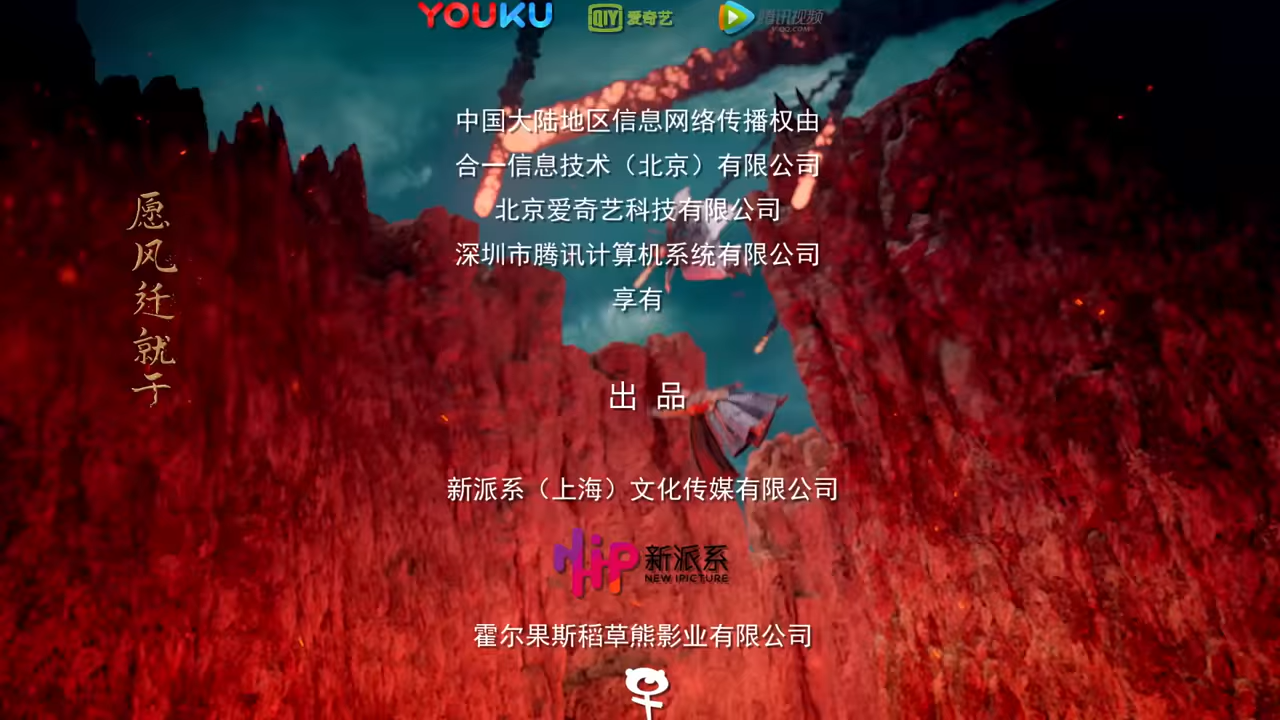 YOUKU
QIY 爱奇艺
腾讯视频
V.QQ.COM
中国大陆地区信息网络传播权由
合一信息技术（北京）有限公司
北京爱奇艺科技有限公司
深圳市腾讯计算机系统有限公司
享有
愿风迁就于
出品
新派系（上海）文化传媒有限公司
NiP 新派系
NEW IPICTURE
霍尔果斯稻草熊影业有限公司